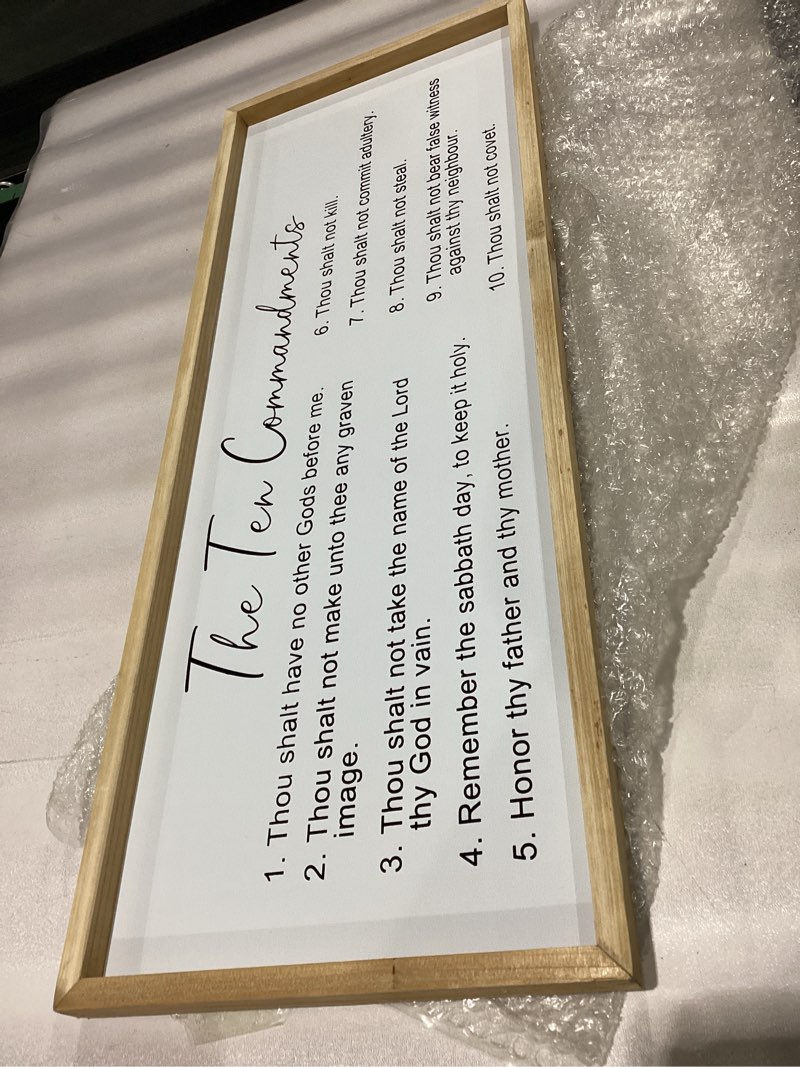 The Ten Commandments
1. Thou shalt have no other Gods before me.
2. Thou shalt not make unto thee any graven
image.
3. Thou shalt not take the name of the Lord
thy God in vain.
4. Remember the sabbath day, to keep it holy.
5. Honor thy father and thy mother.
6. Thou shalt not kill.
7. Thou shalt not commit adultery.
8. Thou shalt not steal.
9. Thou shalt not bear false witness
against thy neighbour.
10. Thou shalt not covet.